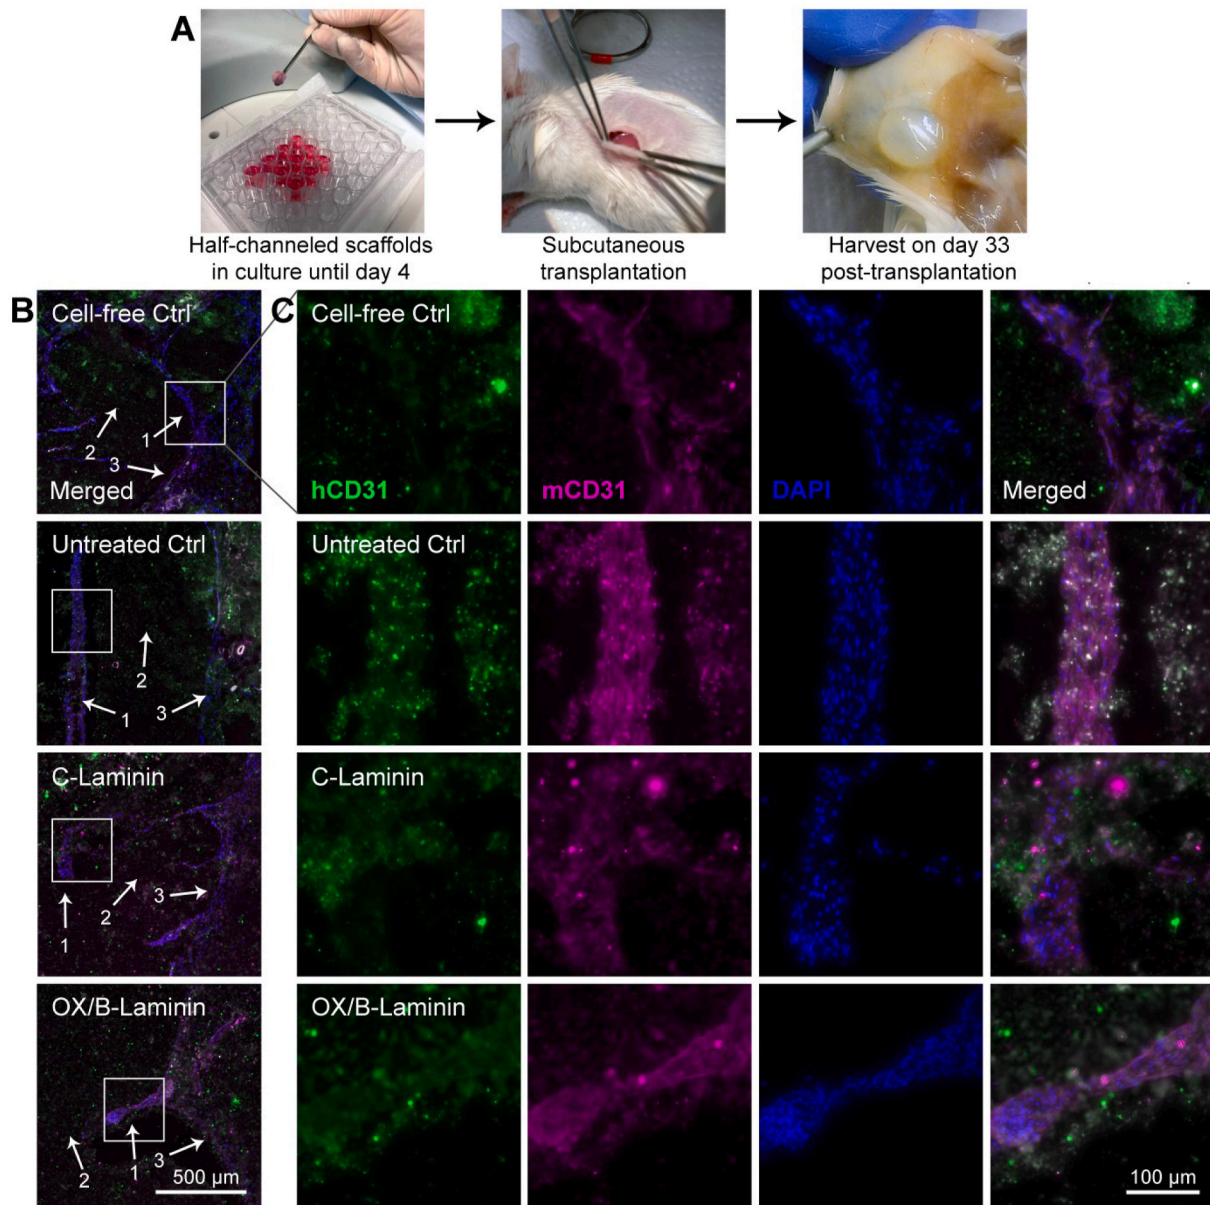 A
Half-channeled scaffolds
in culture until day 4
Subcutaneous
transplantation
Harvest on day 33
post-transplantation
B
Cell-free Ctrl
1
2
3
Merged
C
Cell-free Ctrl
hCD31
mCD31
DAPI
Merged
Untreated Ctrl
2
1
3
Untreated Ctrl
C-Laminin
3
2
1
C-Laminin
OX/B-Laminin
2
1
3
500 µm
OX/B-Laminin
100 µm